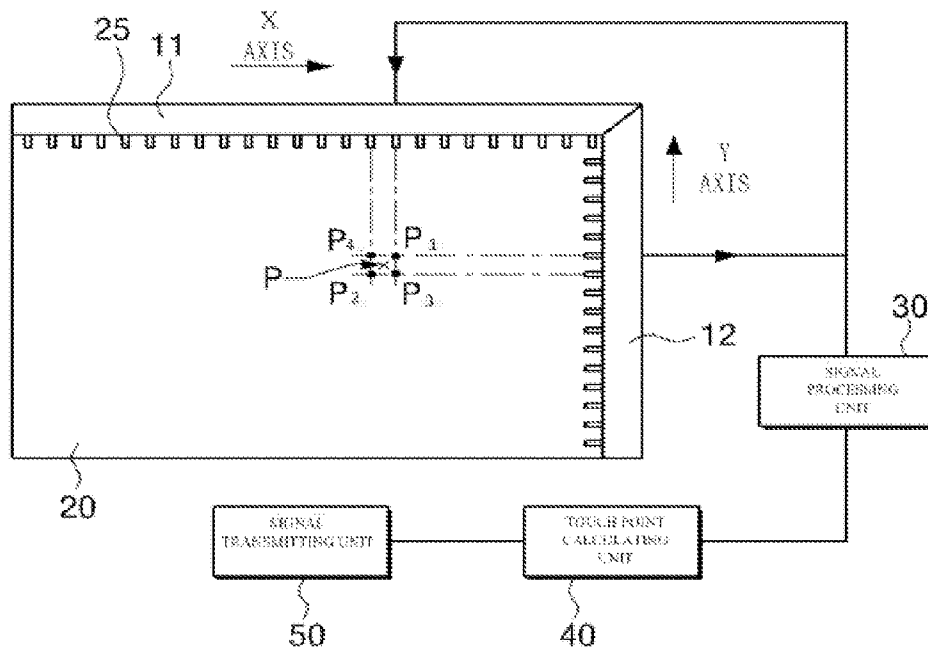 X
AXIS
25
11
Y
AXIS
P4
P1
P
P2
P3
12
30
SIGNAL
PROCESSING
UNIT
20
SIGNAL
TRANSMITTING UNIT
TOUCH POINT
CALCULATING
UNIT
50
40